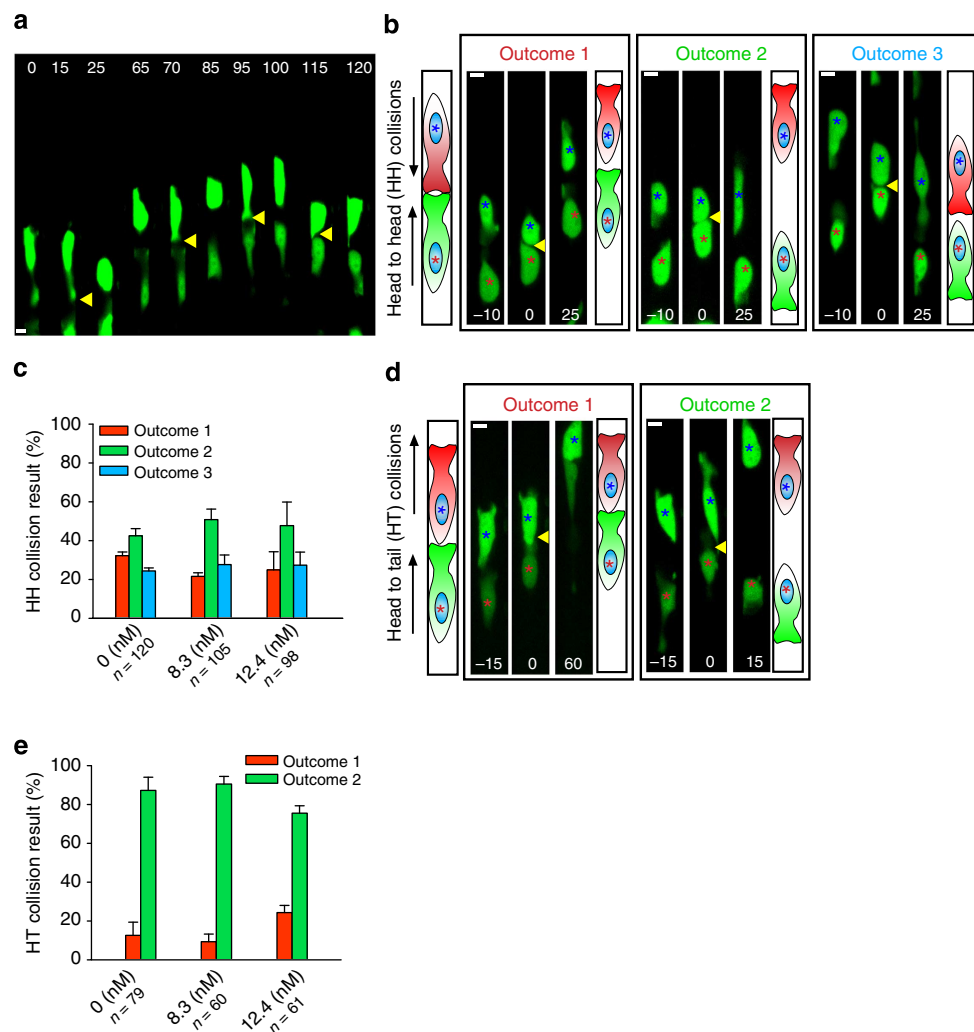 a
0 15 25 65 70 85 95 100 115 120
b
Head to head (HH) collisions
Outcome 1
–10 0 25
Outcome 2
–10 0 25
Outcome 3
–10 0 25
c
HH collision result (%)
100
80
60
40
20
0
Outcome 1
Outcome 2
Outcome 3
0 (nM)
n = 120
8.3 (nM)
n = 105
12.4 (nM)
n = 98
d
Head to tail (HT) collisions
Outcome 1
–15 0 60
Outcome 2
–15 0 15
e
HT collision result (%)
100
80
60
40
20
0
Outcome 1
Outcome 2
0 (nM)
n = 79
8.3 (nM)
n = 60
12.4 (nM)
n = 61